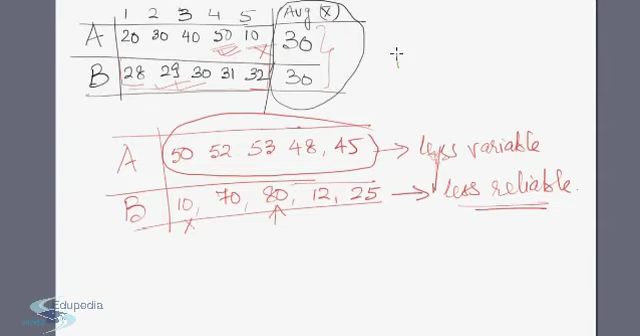 1 2 3 4 5 Avg (x̄)
A 20 30 40 50 10 30
B 28 29 30 31 32 30
A 50 52 53 48, 45 → less variable
B 10, 70, 80, 12, 25 → less reliable.
Edupedia
World